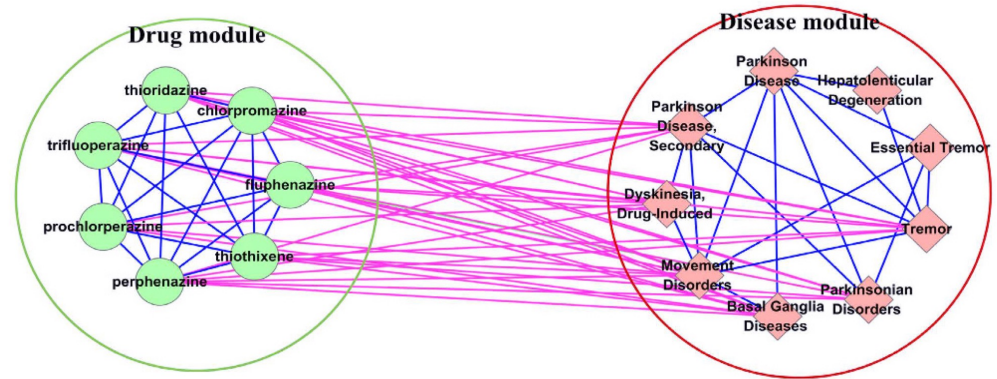 Drug module
thioridazine
chlorpromazine
trifluoperazine
fluphenazine
prochlorperazine
thiothixene
perphenazine
Disease module
Parkinson
Disease
Hepatolenticular
Degeneration
Parkinson
Disease,
Secondary
Essential Tremor
Dyskinesia,
Drug-Induced
Tremor
Movement
Disorders
Basal Ganglia
Diseases
Parkinsonian
Disorders